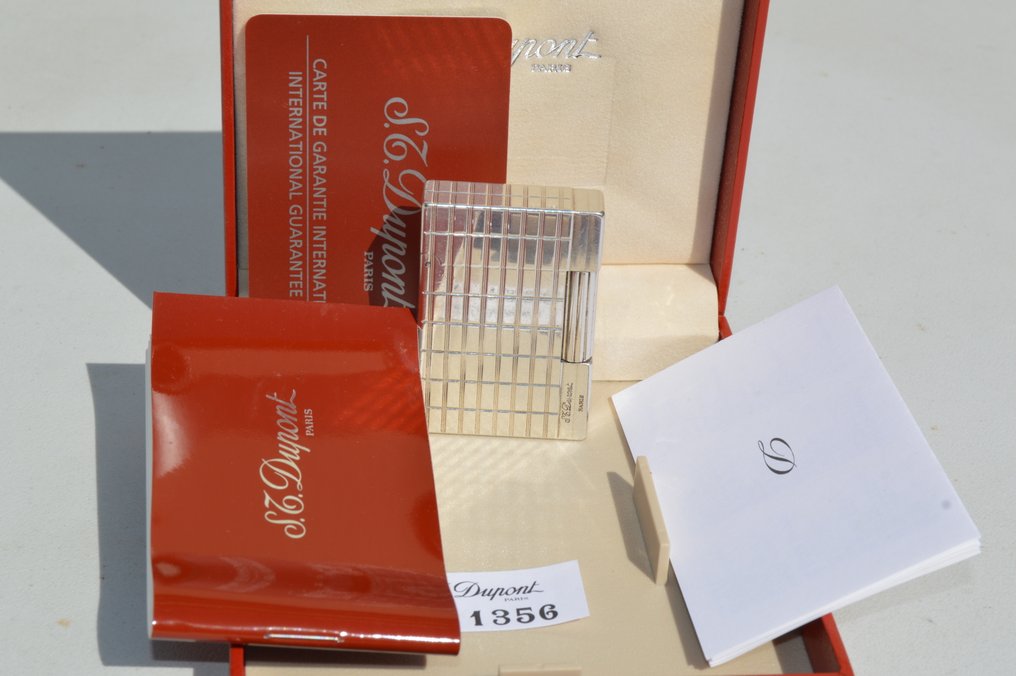 Dupont
PARIS
CARTE DE GARANTIE INTERNAT
INTERNATIONAL GUARANTEE
S.T. Dupont
PARIS
S.T. Dupont
PARIS
S.T. Dupont
PARIS
D
Dupont
PARIS
1356